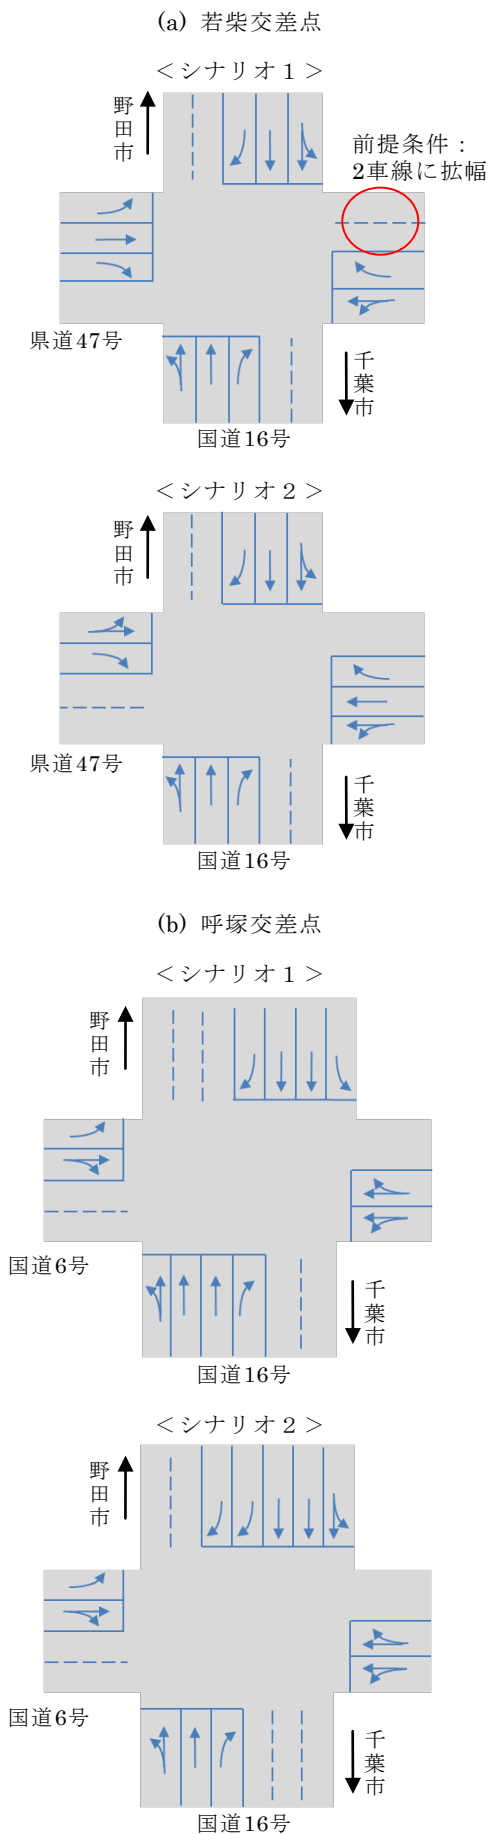 (a) 若柴交差点
＜シナリオ１＞
野田市
前提条件：
2車線に拡幅
県道47号
千葉市
国道16号
＜シナリオ２＞
野田市
県道47号
千葉市
国道16号
(b) 呼塚交差点
＜シナリオ１＞
野田市
国道6号
千葉市
国道16号
＜シナリオ２＞
野田市
国道6号
千葉市
国道16号